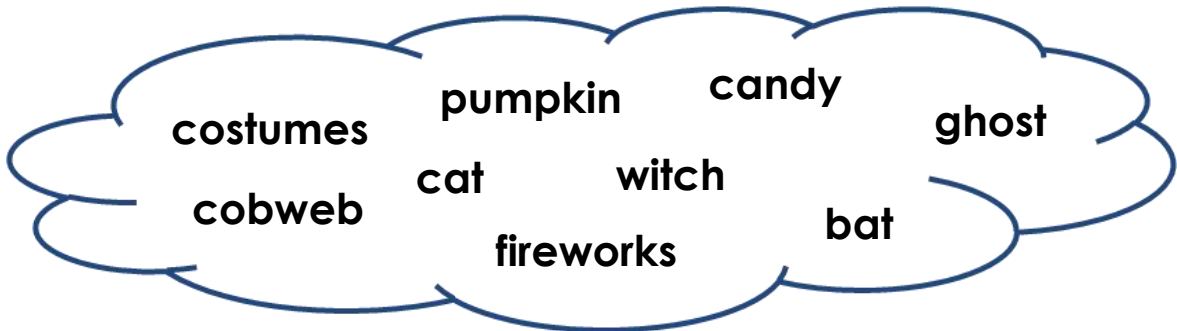 pumpkin
candy
costumes
ghost
cat
witch
cobweb
bat
fireworks